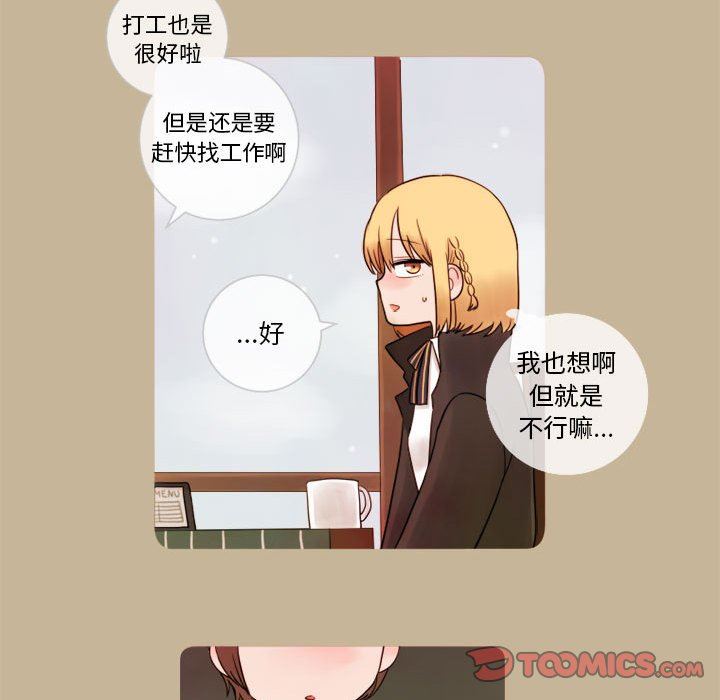 打工也是
很好啦
但是还是要
赶快找工作啊
...好
我也想啊
但就是
不行嘛...
MENU
TOOMICS.COM